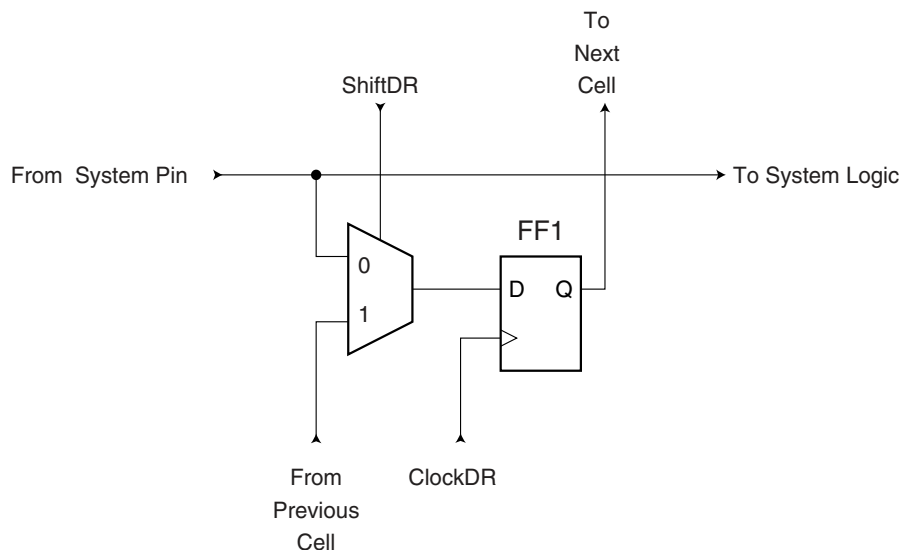 To
Next
Cell
ShiftDR
From System Pin
To System Logic
FF1
0
D Q
1
From
Previous
Cell
ClockDR